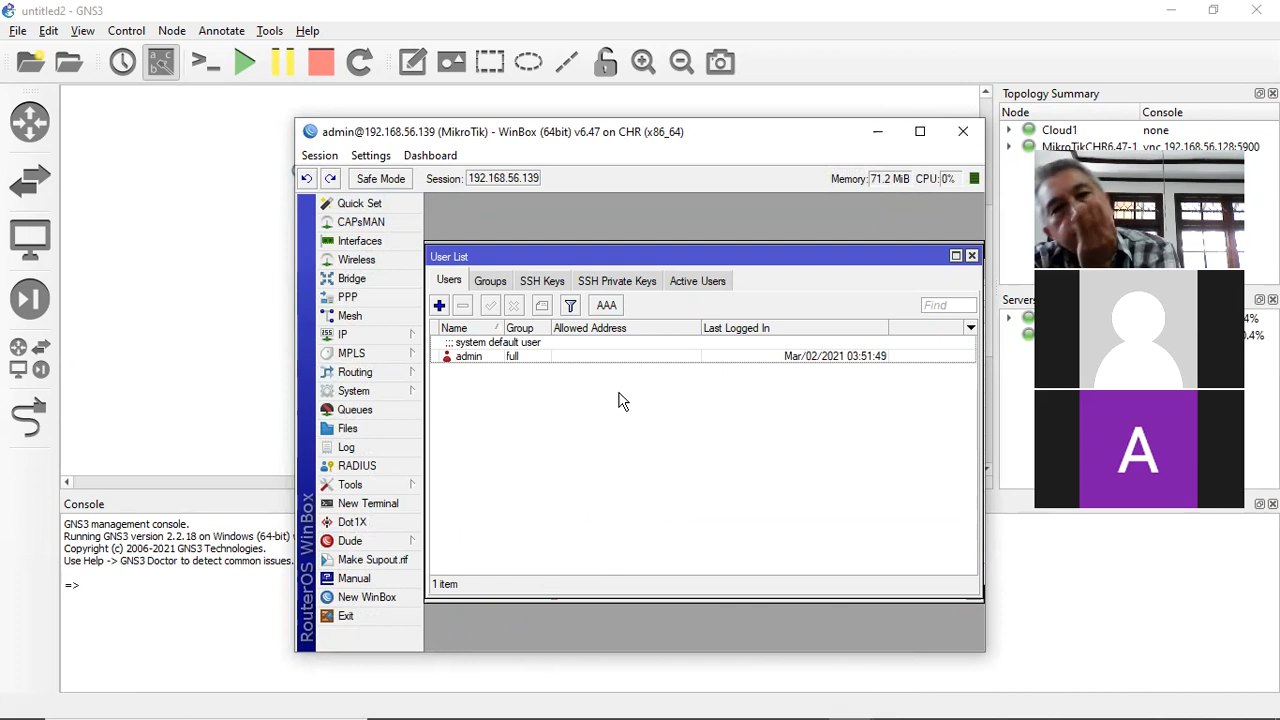 untitled2 - GNS3
File Edit View Control Node Annotate Tools Help
Topology Summary
Node Console
Cloud1 none
MikroTikCHR6.47-1 vnc 192.168.56.128:5900
admin@192.168.56.139 (MikroTik) - WinBox (64bit) v6.47 on CHR (x86_64)
Session Settings Dashboard
Safe Mode Session: 192.168.56.139 Memory: 71.2 MiB CPU: 0%
Quick Set
CAPsMAN
Interfaces
Wireless
Bridge
PPP
Mesh
IP
MPLS
Routing
System
Queues
Files
Log
RADIUS
Tools
New Terminal
Dot1X
Dude
Make Supout.rif
Manual
New WinBox
Exit
RouterOS WinBox
User List
Users Groups SSH Keys SSH Private Keys Active Users
AAA Find
Name Group Allowed Address Last Logged In
::: system default user
admin full Mar/02/2021 03:51:49
1 item
Servers
4%
0.4%
A
Console
GNS3 management console.
Running GNS3 version 2.2.18 on Windows (64-bit)
Copyright (c) 2006-2021 GNS3 Technologies.
Use Help -> GNS3 Doctor to detect common issues.
=>